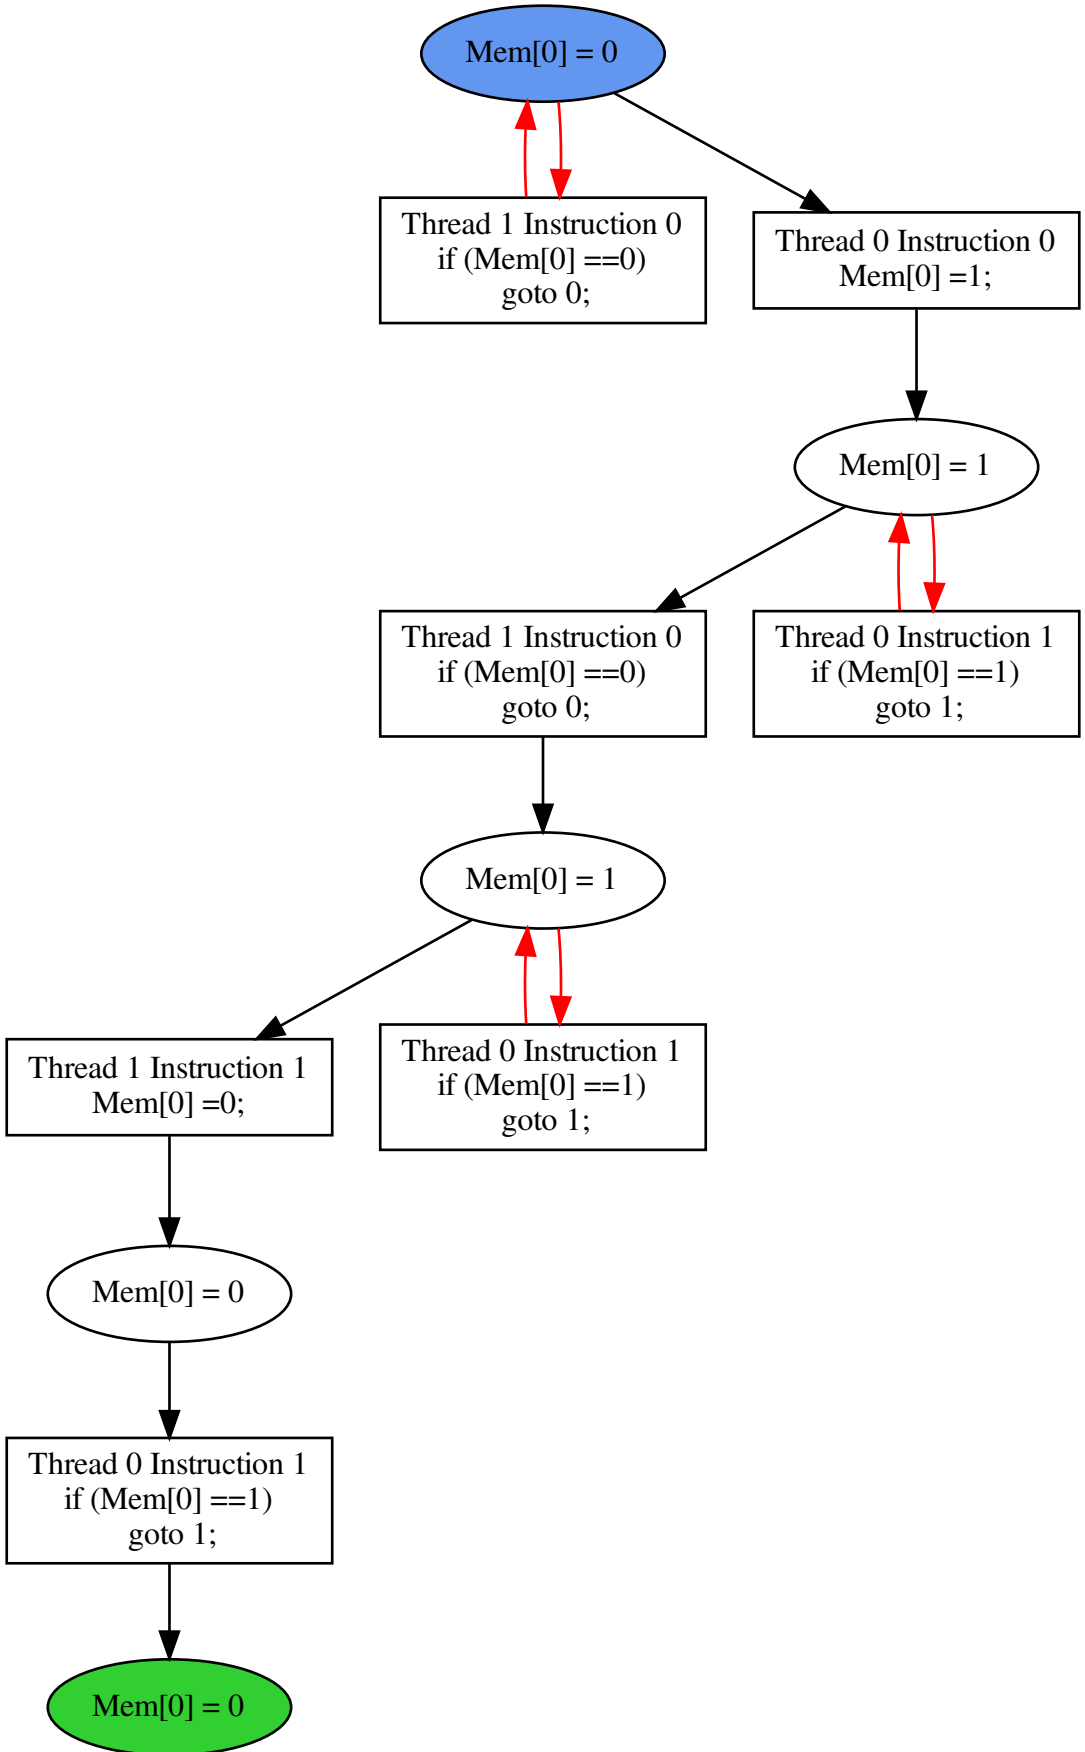 Mem[0] = 0
Thread 1 Instruction 0
if (Mem[0] ==0)
goto 0;
Thread 0 Instruction 0
Mem[0] =1;
Mem[0] = 1
Thread 1 Instruction 0
if (Mem[0] ==0)
goto 0;
Thread 0 Instruction 1
if (Mem[0] ==1)
goto 1;
Mem[0] = 1
Thread 1 Instruction 1
Mem[0] =0;
Thread 0 Instruction 1
if (Mem[0] ==1)
goto 1;
Mem[0] = 0
Thread 0 Instruction 1
if (Mem[0] ==1)
goto 1;
Mem[0] = 0